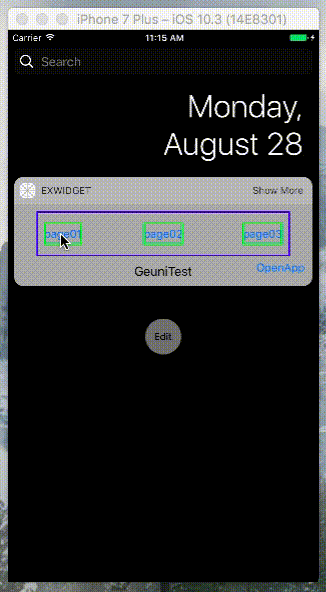 iPhone 7 Plus – iOS 10.3 (14E8301)
Carrier 11:15 AM
Search
Monday,
August 28
EXWIDGET Show More
page01 page02 page03
GeuniTest OpenApp
Edit